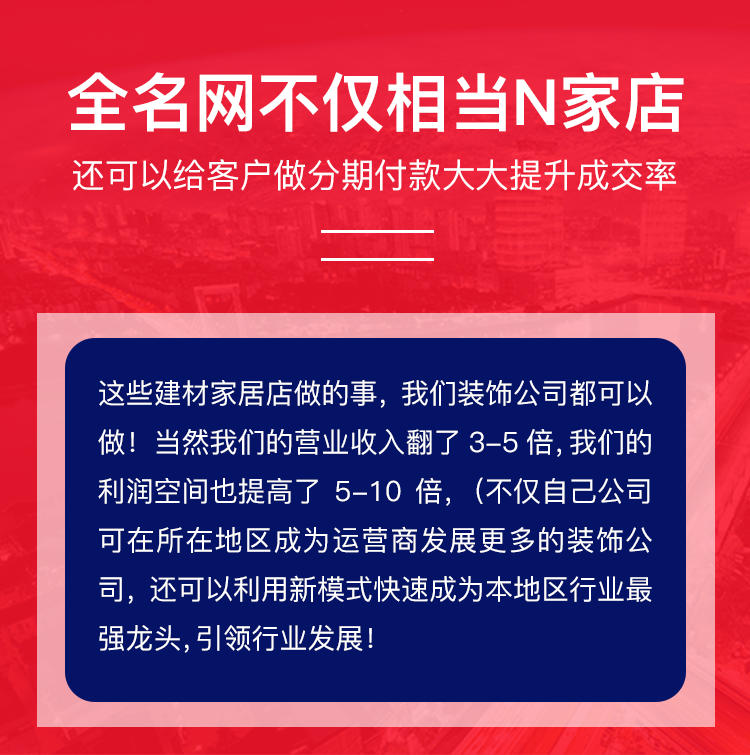 全名网不仅相当N家店
还可以给客户做分期付款大大提升成交率
这些建材家居店做的事，我们装饰公司都可以
做！当然我们的营业收入翻了 3-5 倍，我们的
利润空间也提高了 5-10 倍，（不仅自己公司
可在所在地区成为运营商发展更多的装饰公
司，还可以利用新模式快速成为本地区行业最
强龙头，引领行业发展！